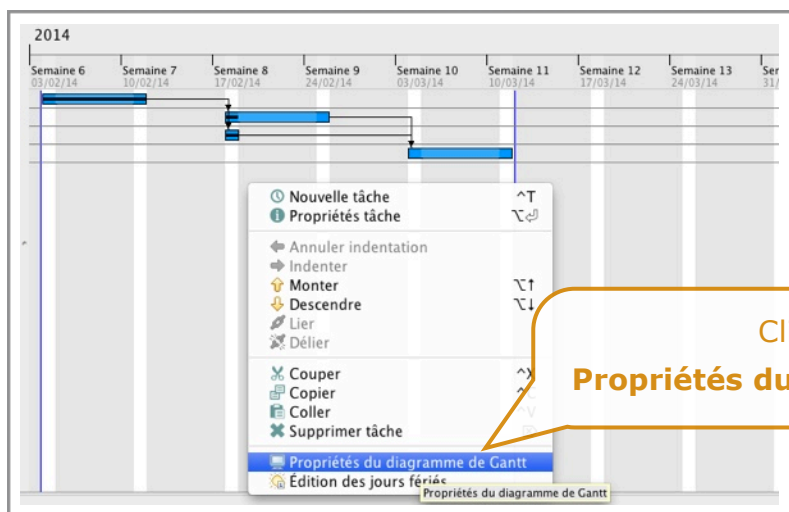 2014
Semaine 6 Semaine 7 Semaine 8 Semaine 9 Semaine 10 Semaine 11 Semaine 12 Semaine 13
03/02/14 10/02/14 17/02/14 24/02/14 03/03/14 10/03/14 17/03/14 24/03/14
Nouvelle tâche ^T
Propriétés tâche ⌥⏎
Annuler indentation
Indenter
Monter ⌥↑
Descendre ⌥↓
Lier
Délier
Couper ^X
Copier
Coller ^V
Supprimer tâche
Cl
Propriétés du
Propriétés du diagramme de Gantt
Édition des jours fériés
Propriétés du diagramme de Gantt